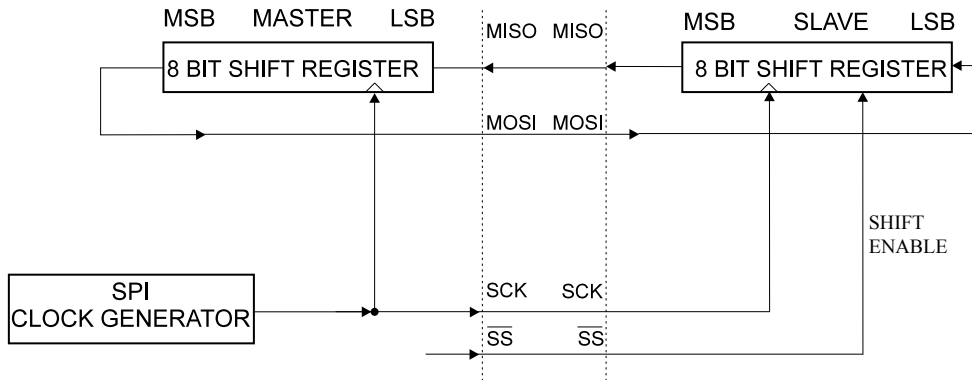 MSB MASTER LSB
8 BIT SHIFT REGISTER
MISO MISO
MSB SLAVE LSB
8 BIT SHIFT REGISTER
MOSI MOSI
SHIFT
ENABLE
SPI
CLOCK GENERATOR
SCK SCK
SS SS